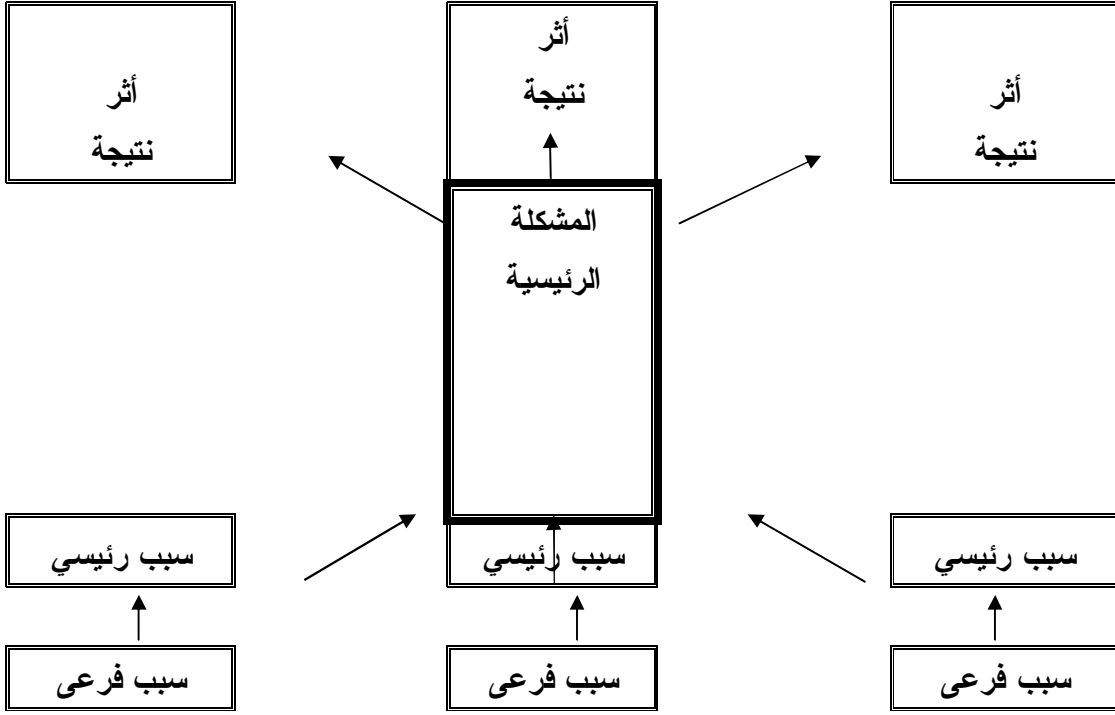 أثر
نتيجة
أثر
نتيجة
أثر
نتيجة
المشكلة
الرئيسية
سبب رئيسي
سبب رئيسي
سبب رئيسي
سبب فرعى
سبب فرعى
سبب فرعى